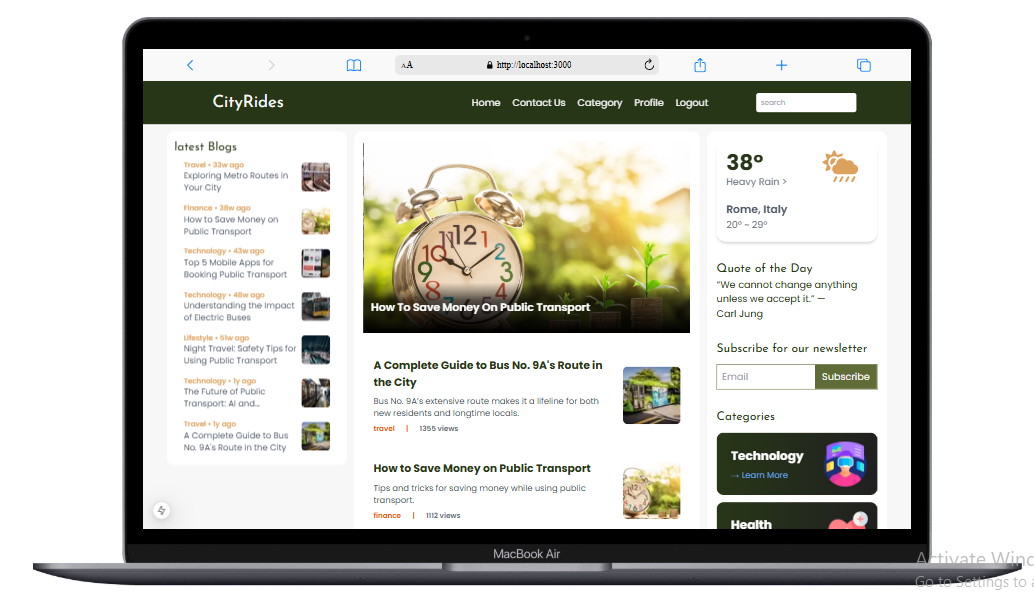 AA
http://localhost:3000
CityRides
Home
Contact Us
Category
Profile
Logout
search
latest Blogs
Travel • 33w ago
Exploring Metro Routes in
Your City
Finance • 38w ago
How to Save Money on
Public Transport
Technology • 43w ago
Top 5 Mobile Apps for
Booking Public Transport
Technology • 48w ago
Understanding the Impact
of Electric Buses
Lifestyle • 51w ago
Night Travel: Safety Tips for
Using Public Transport
Technology • 1y ago
The Future of Public
Transport: AI and...
Travel • 1y ago
A Complete Guide to Bus
No. 9A's Route in the City
11 12 1
2
3
9
How To Save Money On Public Transport
A Complete Guide to Bus No. 9A's Route in
the City
Bus No. 9A's extensive route makes it a lifeline for both
new residents and longtime locals.
travel | 1355 views
How to Save Money on Public Transport
Tips and tricks for saving money while using public
transport.
finance | 1112 views
38°
Heavy Rain >
Rome, Italy
20° ~ 29°
Quote of the Day
“We cannot change anything
unless we accept it.” —
Carl Jung
Subscribe for our newsletter
Email
Subscribe
Categories
Technology
→ Learn More
Health
MacBook Air
Activate Winc
Go to Settings to a